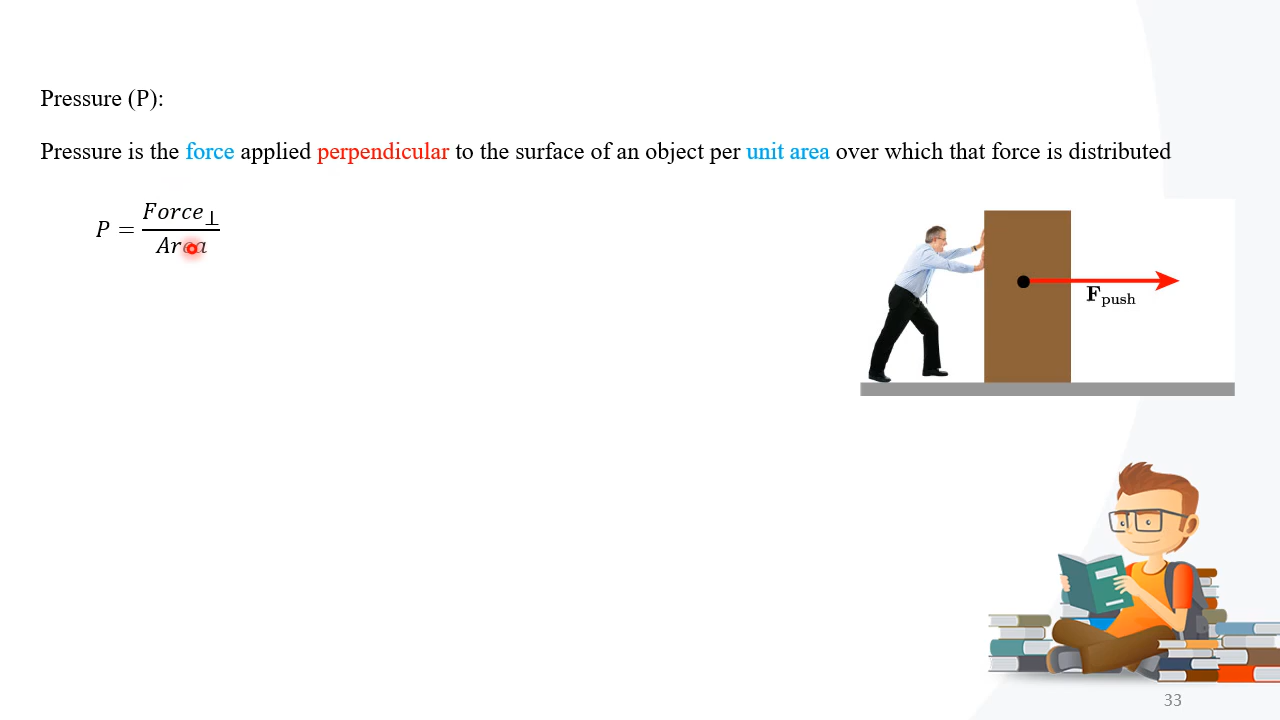 Pressure (P):
Pressure is the force applied perpendicular to the surface of an object per unit area over which that force is distributed
P = Force⊥ / Area
F push
33